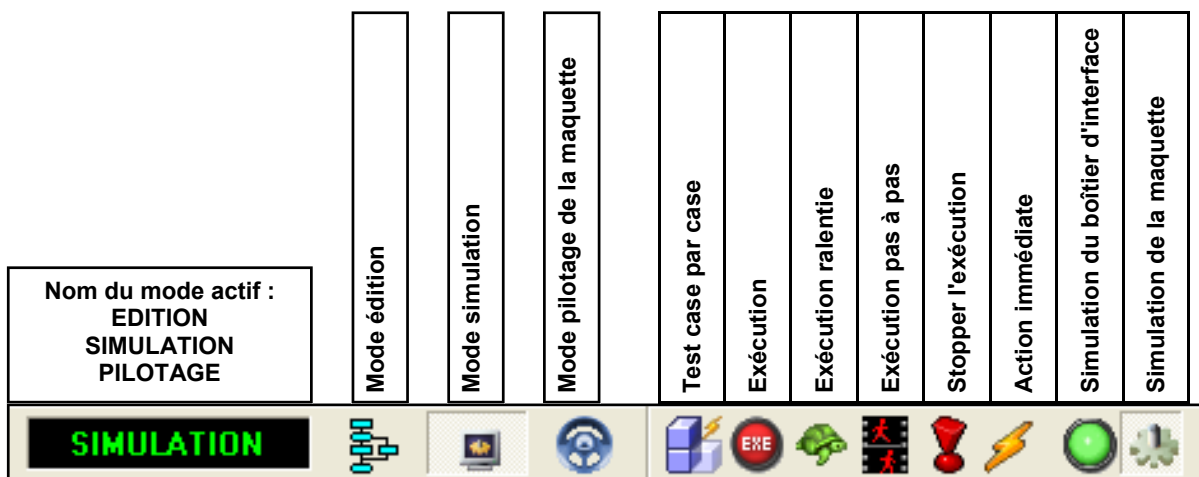 Nom du mode actif :
EDITION
SIMULATION
PILOTAGE
Mode édition
Mode simulation
Mode pilotage de la maquette
Test case par case
Exécution
Exécution ralentie
Exécution pas à pas
Stopper l'exécution
Action immédiate
Simulation du boîtier d'interface
Simulation de la maquette
SIMULATION
EXE